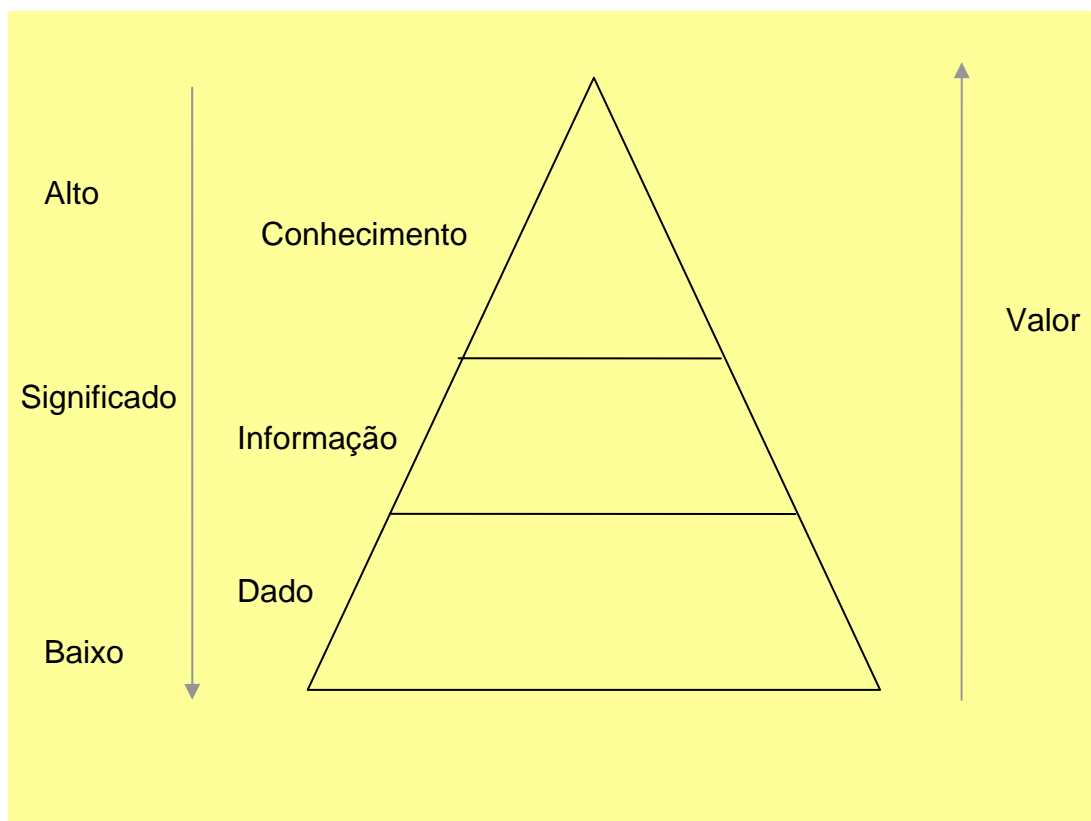 Alto
Conhecimento
Valor
Significado
Informação
Dado
Baixo